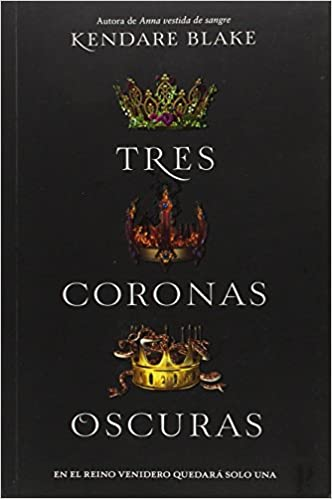 Autora de Anna vestida de sangre
KENDARE BLAKE
TRES
CORONAS
OSCURAS
EN EL REINO VENIDERO QUEDARÁ SOLO UNA